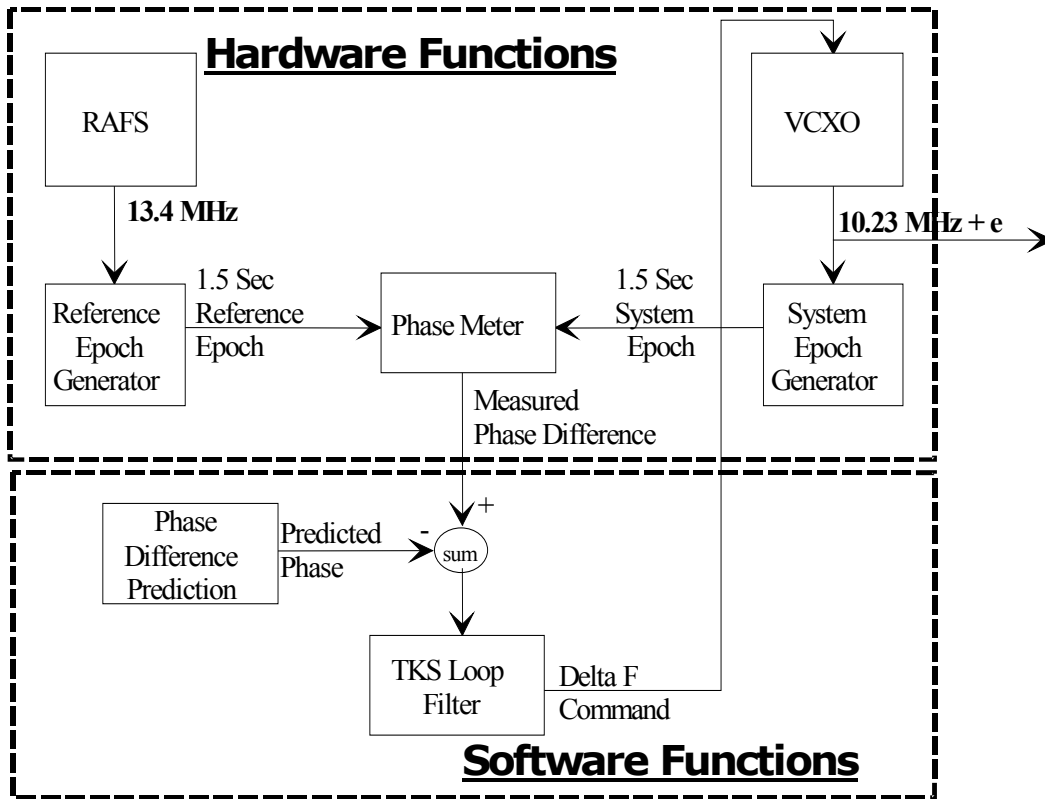 Hardware Functions
RAFS
VCXO
13.4 MHz
10.23 MHz + e
Reference
Epoch
Generator
1.5 Sec
Reference
Epoch
Phase Meter
1.5 Sec
System
Epoch
System
Epoch
Generator
Measured
Phase Difference
Phase
Difference
Prediction
Predicted
Phase
-
+
sum
TKS Loop
Filter
Delta F
Command
Software Functions